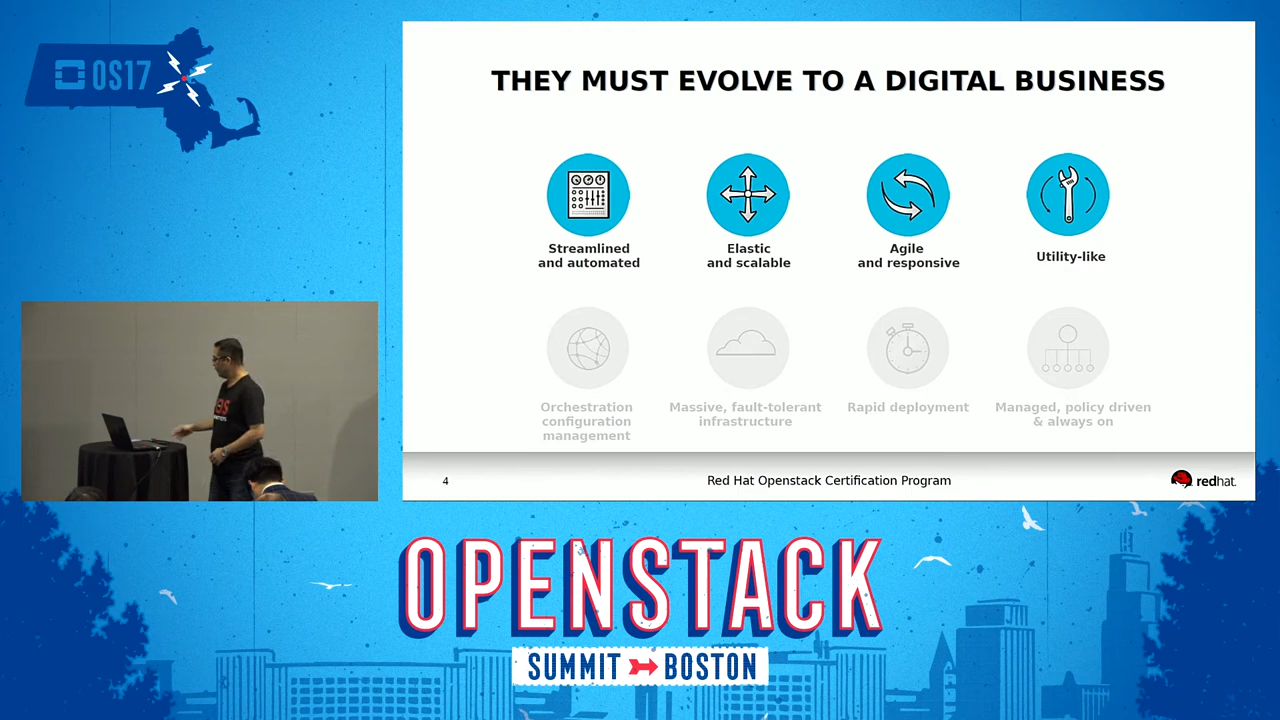 OS17
THEY MUST EVOLVE TO A DIGITAL BUSINESS
Streamlined
and automated
Elastic
and scalable
Agile
and responsive
Utility-like
Orchestration
configuration
management
Massive, fault-tolerant
infrastructure
Rapid deployment
Managed, policy driven
& always on
4
Red Hat Openstack Certification Program
redhat.
OPENSTACK
SUMMIT BOSTON